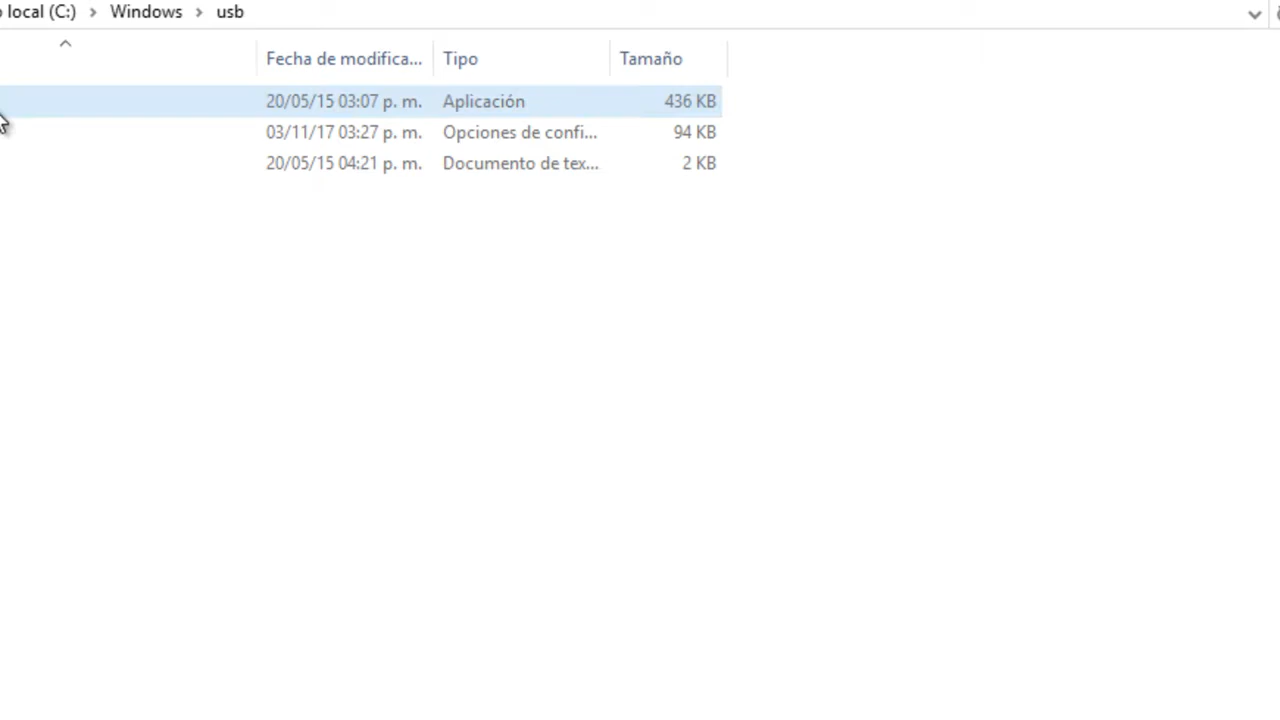 local (C:) > Windows > usb
Fecha de modifica... Tipo Tamaño
20/05/15 03:07 p. m. Aplicación 436 KB
03/11/17 03:27 p. m. Opciones de confi... 94 KB
20/05/15 04:21 p. m. Documento de tex... 2 KB